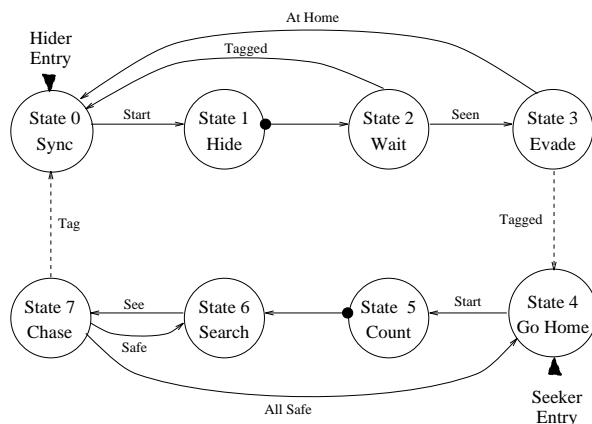 At Home
Hider
Entry
Tagged
State 0
Sync
Start
State 1
Hide
State 2
Wait
Seen
State 3
Evade
Tag
Tagged
State 7
Chase
See
Safe
State 6
Search
State 5
Count
Start
State 4
Go Home
All Safe
Seeker
Entry